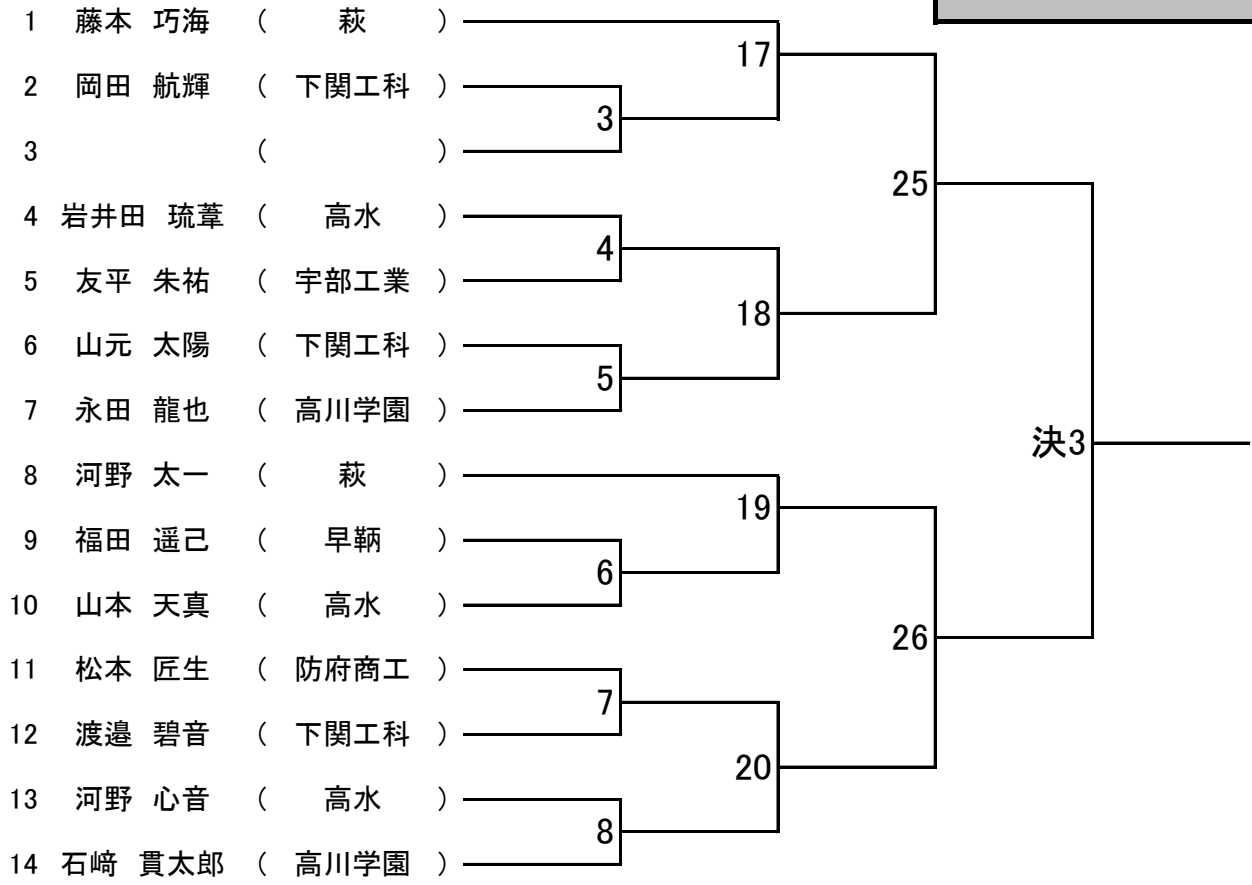 1 藤本 巧海 ( 萩 )
17
2 岡田 航輝 ( 下関工科 )
3
3 ( )
25
4 岩井田 琉葦 ( 高水 )
4
5 友平 朱祐 ( 宇部工業 )
18
6 山元 太陽 ( 下関工科 )
5
7 永田 龍也 ( 高川学園 )
決3
8 河野 太一 ( 萩 )
19
9 福田 遥己 ( 早鞆 )
6
10 山本 天真 ( 高水 )
26
11 松本 匠生 ( 防府商工 )
7
12 渡邉 碧音 ( 下関工科 )
20
13 河野 心音 ( 高水 )
8
14 石﨑 貫太郎 ( 高川学園 )